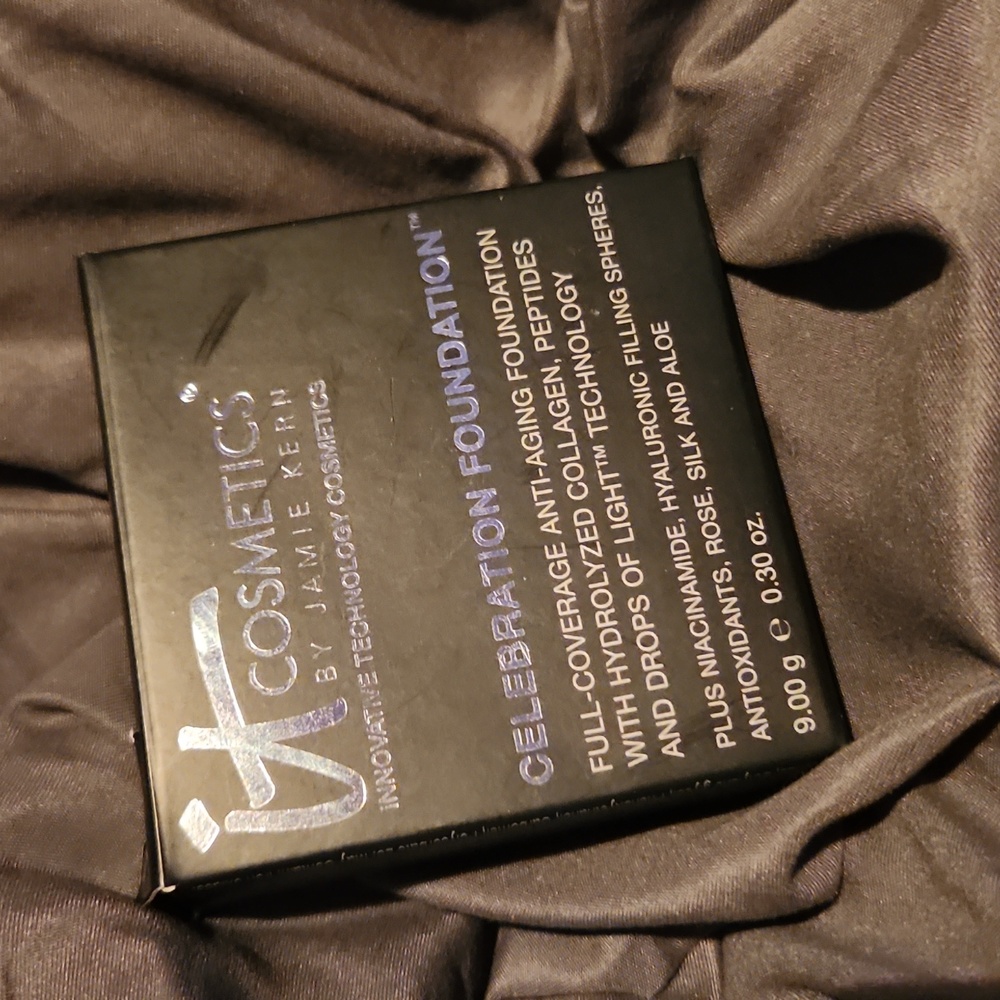 it COSMETICS®
BY JAMIE KERN
INNOVATIVE TECHNOLOGY COSMETICS
CELEBRATION FOUNDATION™
FULL-COVERAGE ANTI-AGING FOUNDATION
WITH HYDROLYZED COLLAGEN, PEPTIDES
AND DROPS OF LIGHT™ TECHNOLOGY
PLUS NIACINAMIDE, HYALURONIC FILLING SPHERES,
ANTIOXIDANTS, ROSE, SILK AND ALOE
9.00 g ℮ 0.30 oz.